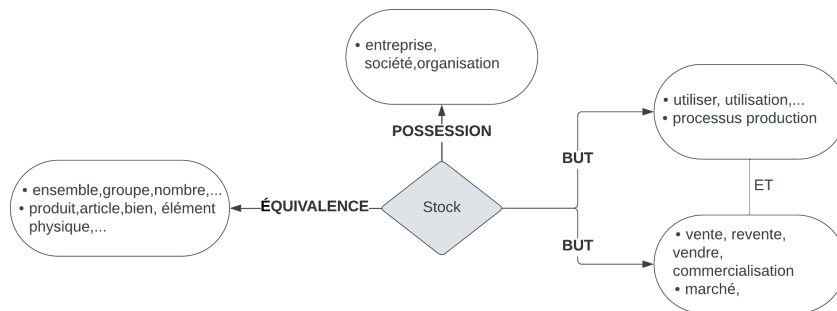 • entreprise,
société,organisation
POSSESSION
• utiliser, utilisation,...
• processus production
BUT
ET
• ensemble,groupe,nombre,...
• produit,article,bien, élément
physique,...
ÉQUIVALENCE
Stock
BUT
• vente, revente,
vendre,
commercialisation
• marché,